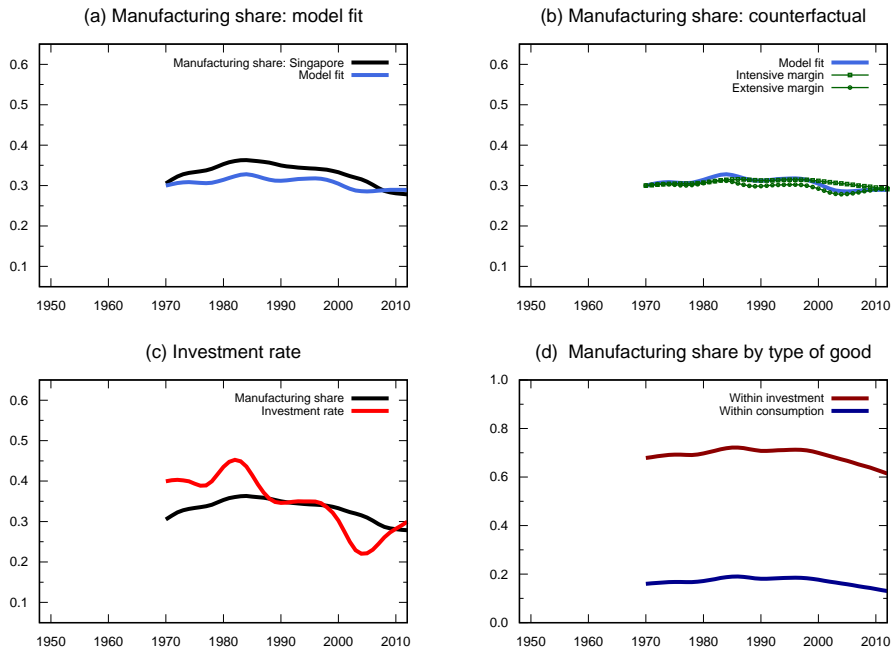 (a) Manufacturing share: model fit
0.6
0.5
0.4
0.3
0.2
0.1
1950 1960 1970 1980 1990 2000 2010
Manufacturing share: Singapore
Model fit
(b) Manufacturing share: counterfactual
0.6
0.5
0.4
0.3
0.2
0.1
1950 1960 1970 1980 1990 2000 2010
Model fit
Intensive margin
Extensive margin
(c) Investment rate
0.6
0.5
0.4
0.3
0.2
0.1
1950 1960 1970 1980 1990 2000 2010
Manufacturing share
Investment rate
(d) Manufacturing share by type of good
1.0
0.8
0.6
0.4
0.2
0.0
1950 1960 1970 1980 1990 2000 2010
Within investment
Within consumption